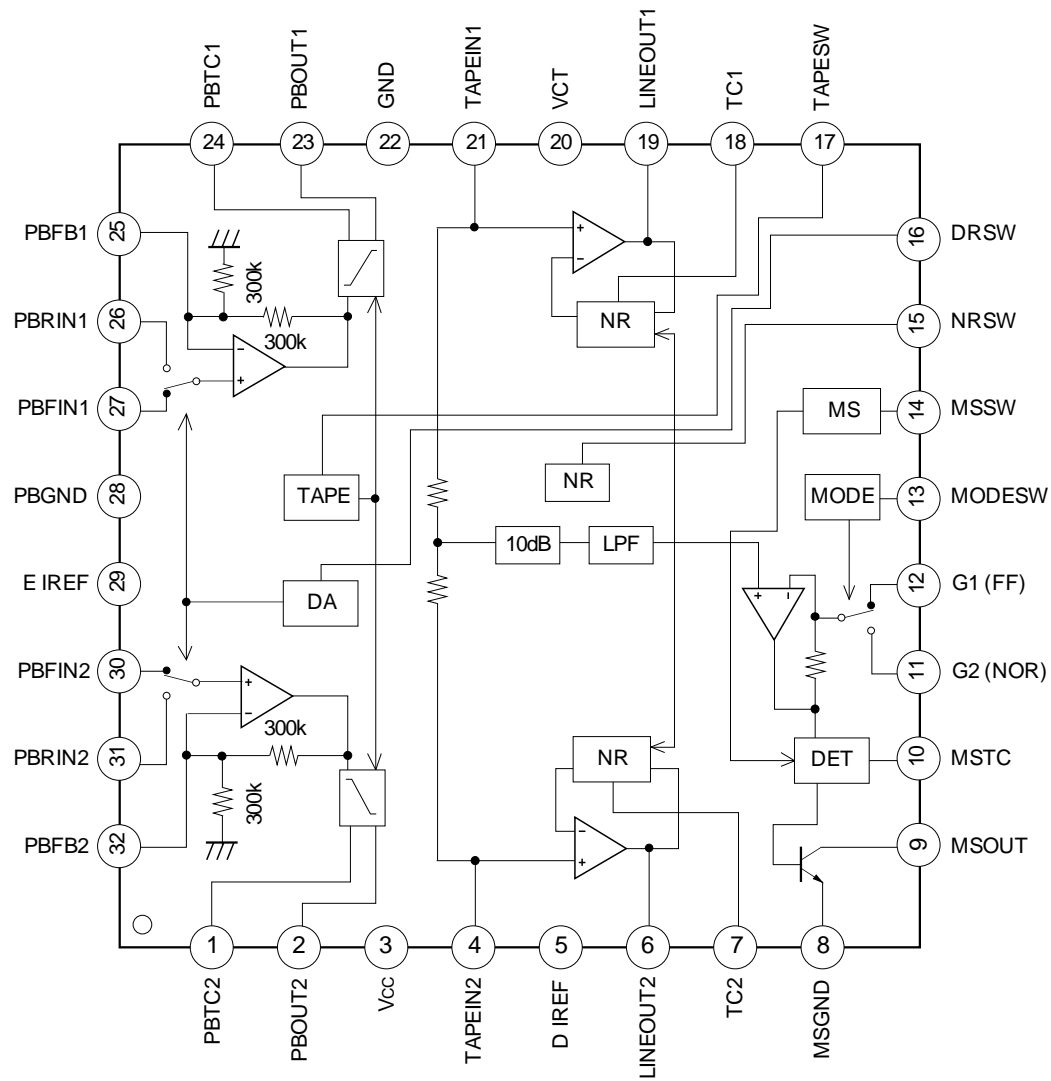 PBTC1
PBOUT1
GND
TAPEIN1
VCT
LINEOUT1
TC1
TAPESW
24
23
22
21
20
19
18
17
PBFB1
25
PBRIN1
26
PBFIN1
27
PBGND
28
E IREF
29
PBFIN2
30
PBRIN2
31
PBFB2
32
300k
300k
−
+
+
−
NR
16
DRSW
15
NRSW
MS
14
MSSW
MODE
13
MODESW
12
G1 (FF)
11
G2 (NOR)
10
MSTC
9
MSOUT
TAPE
NR
10dB
LPF
DA
+
−
+
−
300k
300k
NR
DET
−
+
1
2
3
4
5
6
7
8
PBTC2
PBOUT2
Vcc
TAPEIN2
D IREF
LINEOUT2
TC2
MSGND